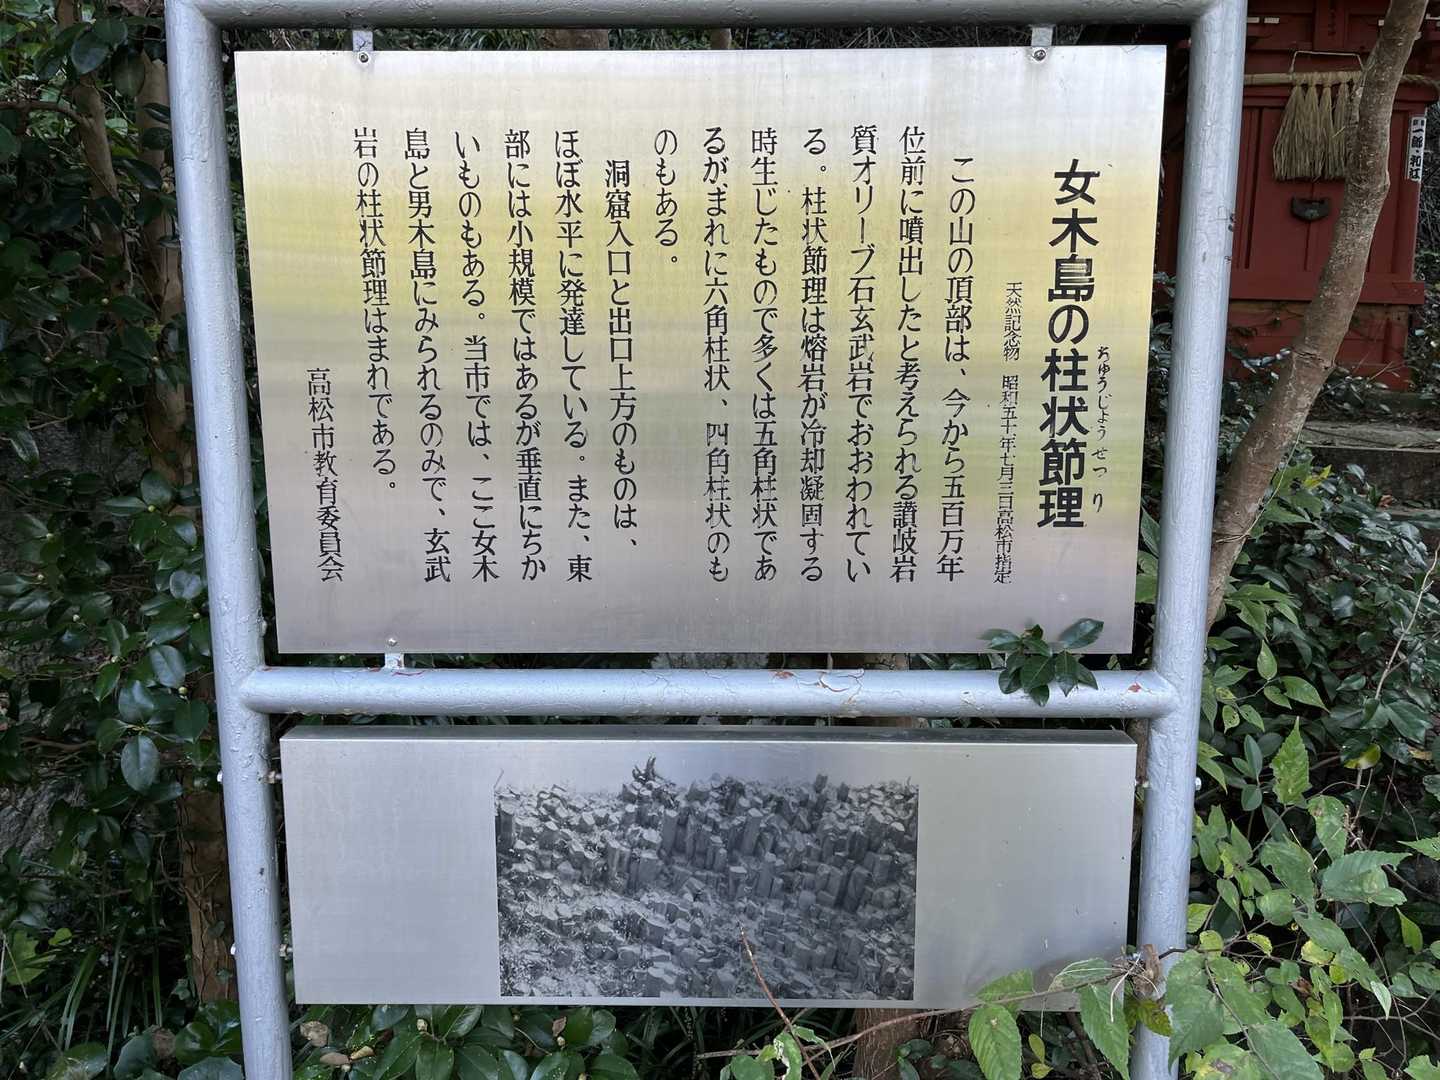 女木島の柱状節理
ちゅうじょうせつり
天然記念物 昭和五十年七月三日高松市指定
この山の頂部は、今から五百万年
位前に噴出したと考えられる讃岐岩
質オリーブ石玄武岩でおおわれてい
る。柱状節理は熔岩が冷却凝固する
時生じたもので多くは五角柱状であ
るがまれに六角柱状、四角柱状のも
のもある。
洞窟入口と出口上方のものは、
ほぼ水平に発達している。また、東
部には小規模ではあるが垂直にちか
いものもある。当市では、ここ女木
島と男木島にみられるのみで、玄武
岩の柱状節理はまれである。
高松市教育委員会